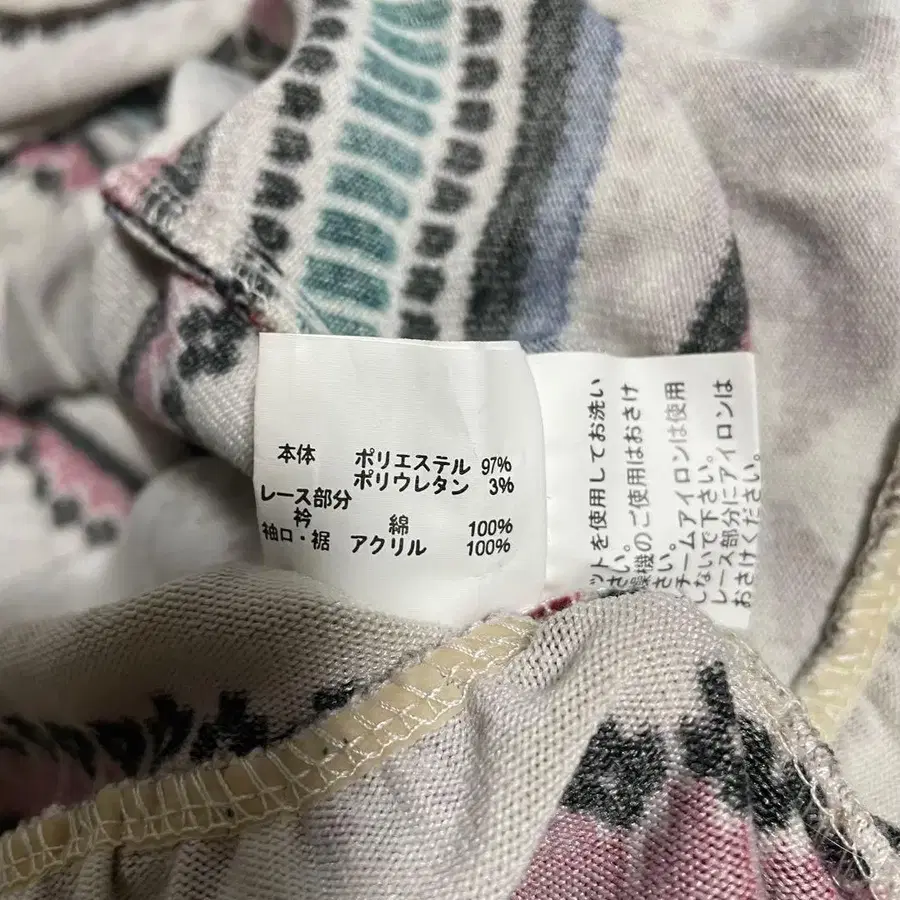 本体 ポリエステル 97%
ポリウレタン 3%
レース部分
衿 綿 100%
袖口・裾 アクリル 100%
ットを使用してお洗い
さい。
燥機のご使用はおさけ
さい。
チームアイロンは使用
しないで下さい。
レース部分にアイロンは
おさけください。